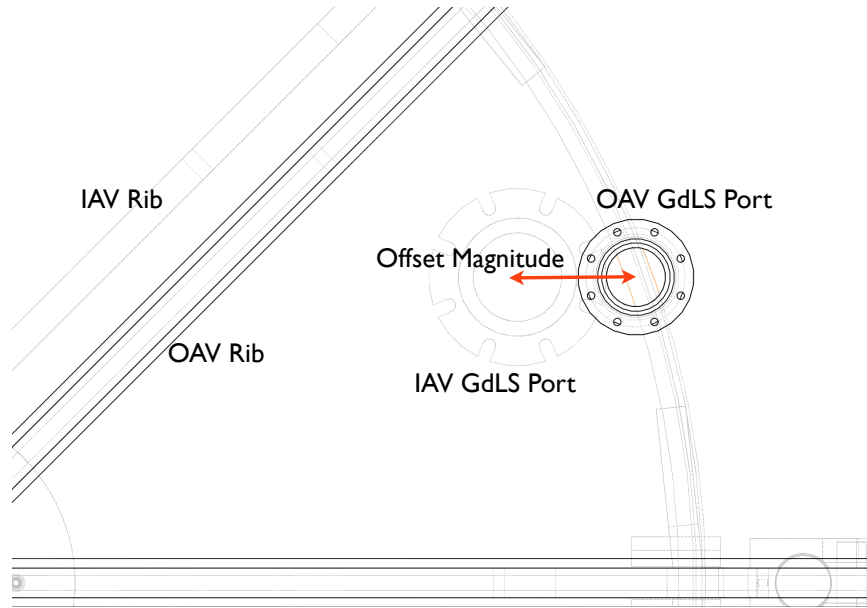 IAV Rib
OAV GdLS Port
Offset Magnitude
OAV Rib
IAV GdLS Port